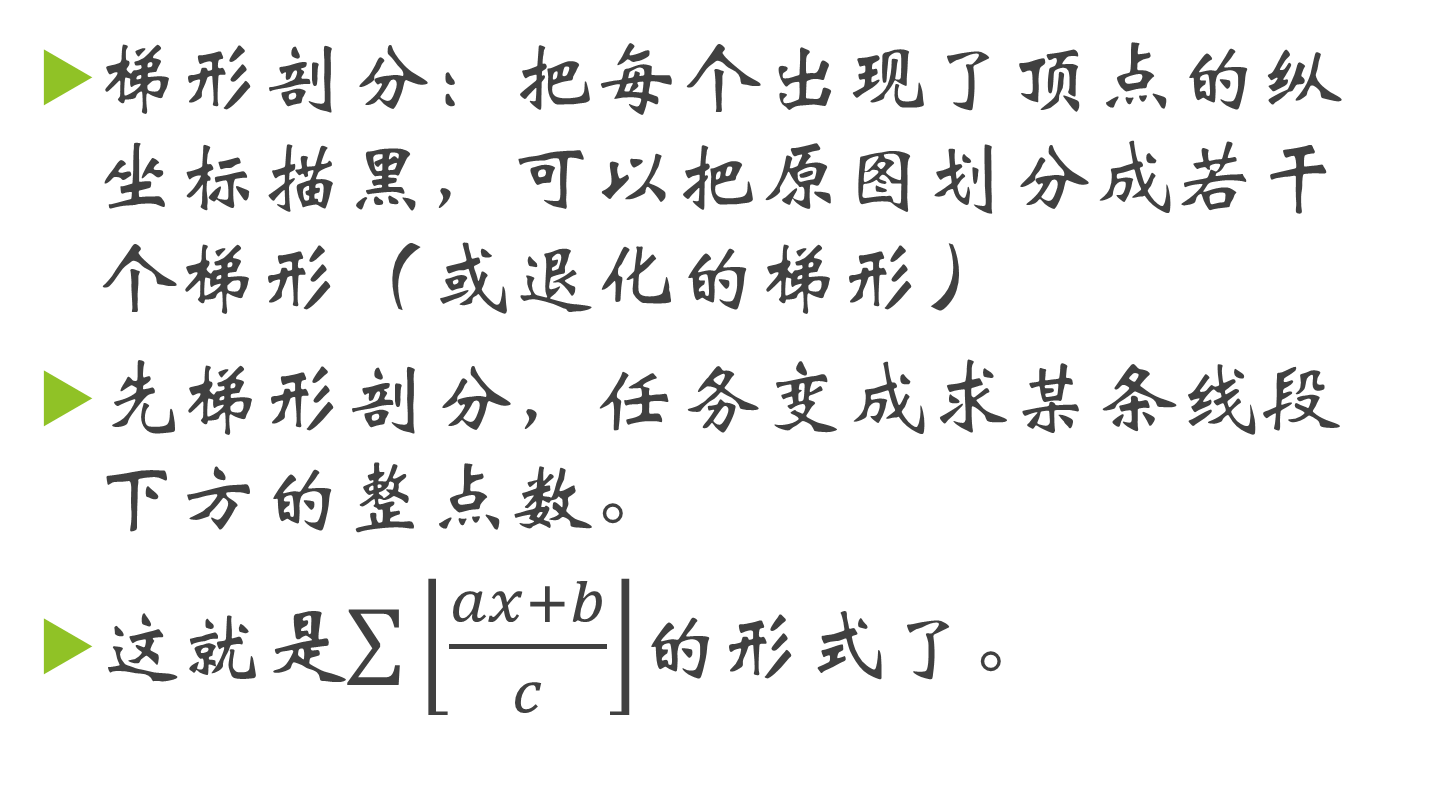 梯形剖分：把每个出现了顶点的纵
坐标描黑，可以把原图划分成若干
个梯形（或退化的梯形）
先梯形剖分，任务变成求某条线段
下方的整点数。
这就是∑⌊(ax+b)/c⌋的形式了。